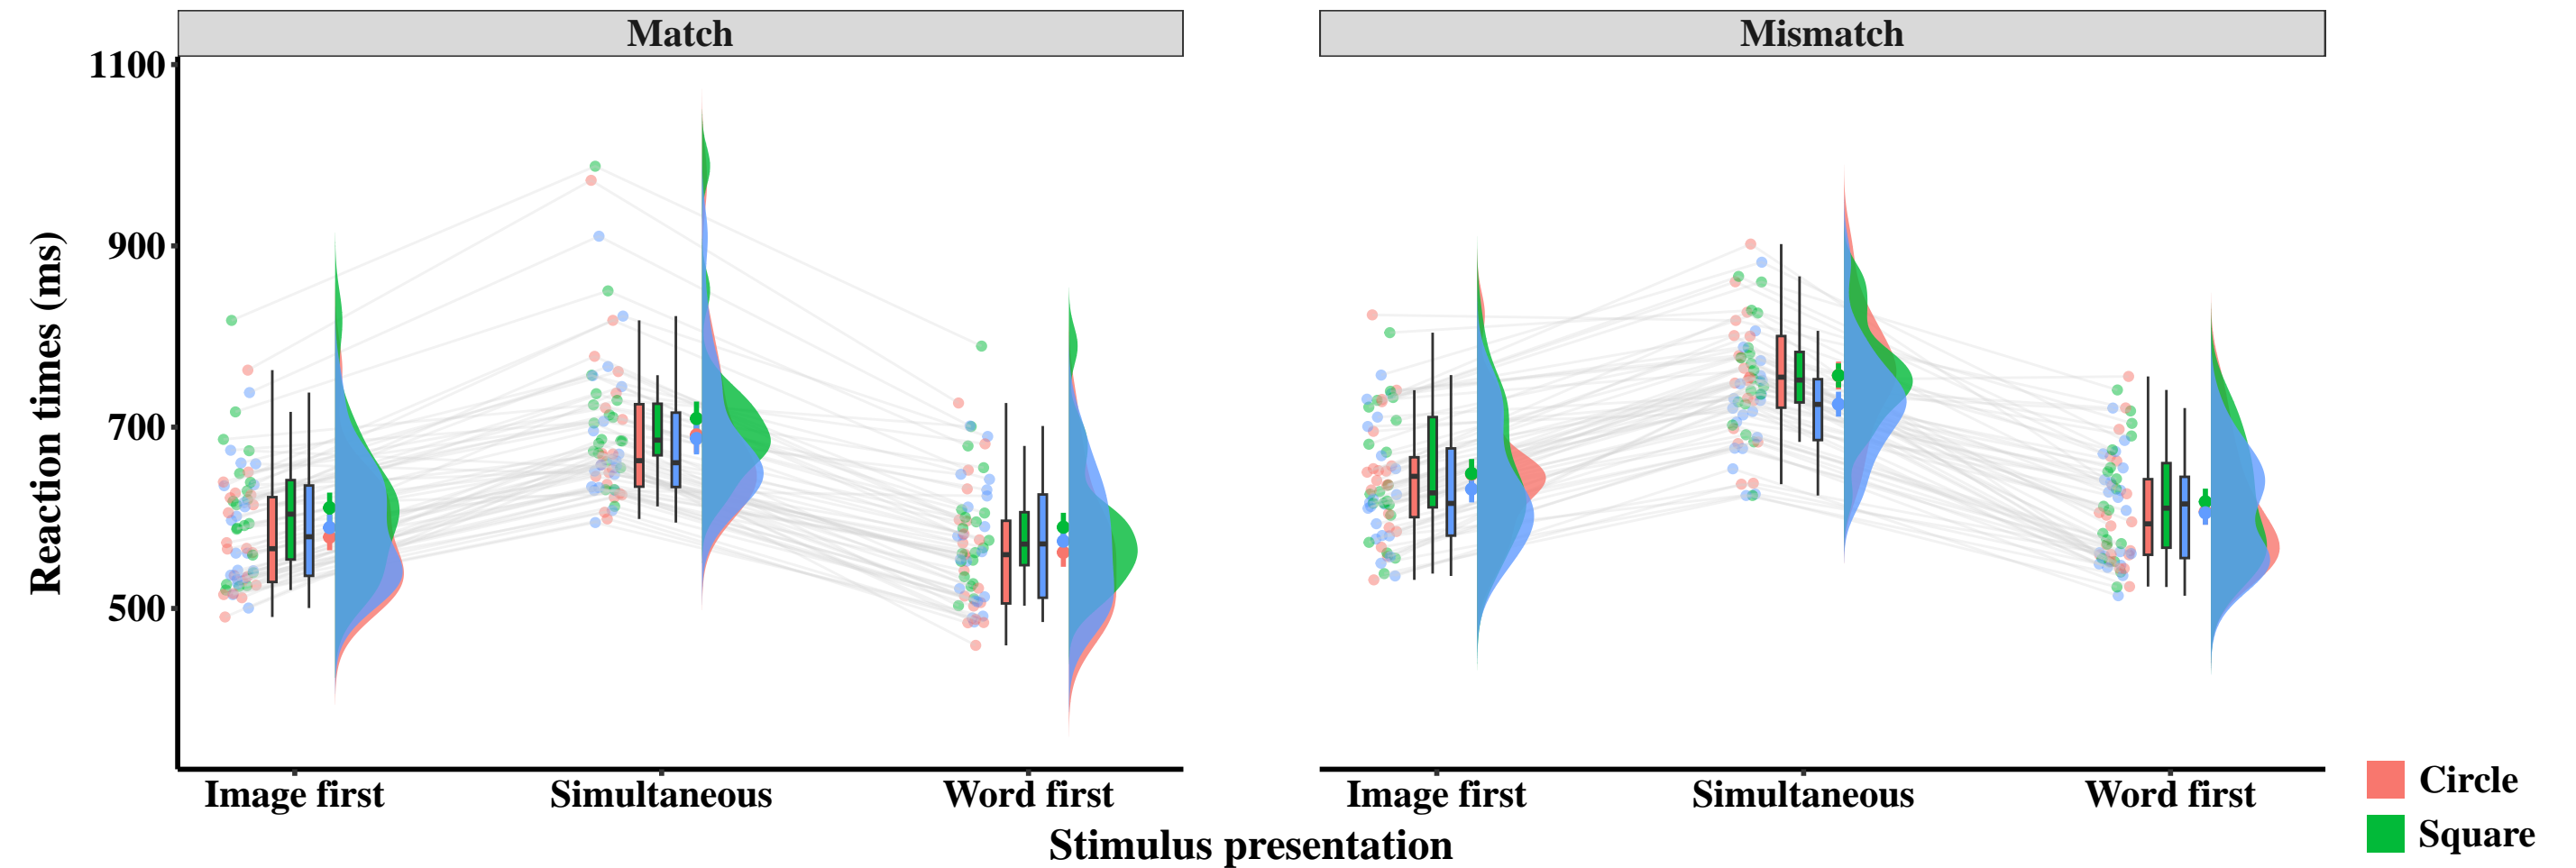 Match
Mismatch
1100
900
700
500
Reaction times (ms)
Image first
Simultaneous
Word first
Image first
Simultaneous
Word first
Stimulus presentation
Circle
Square